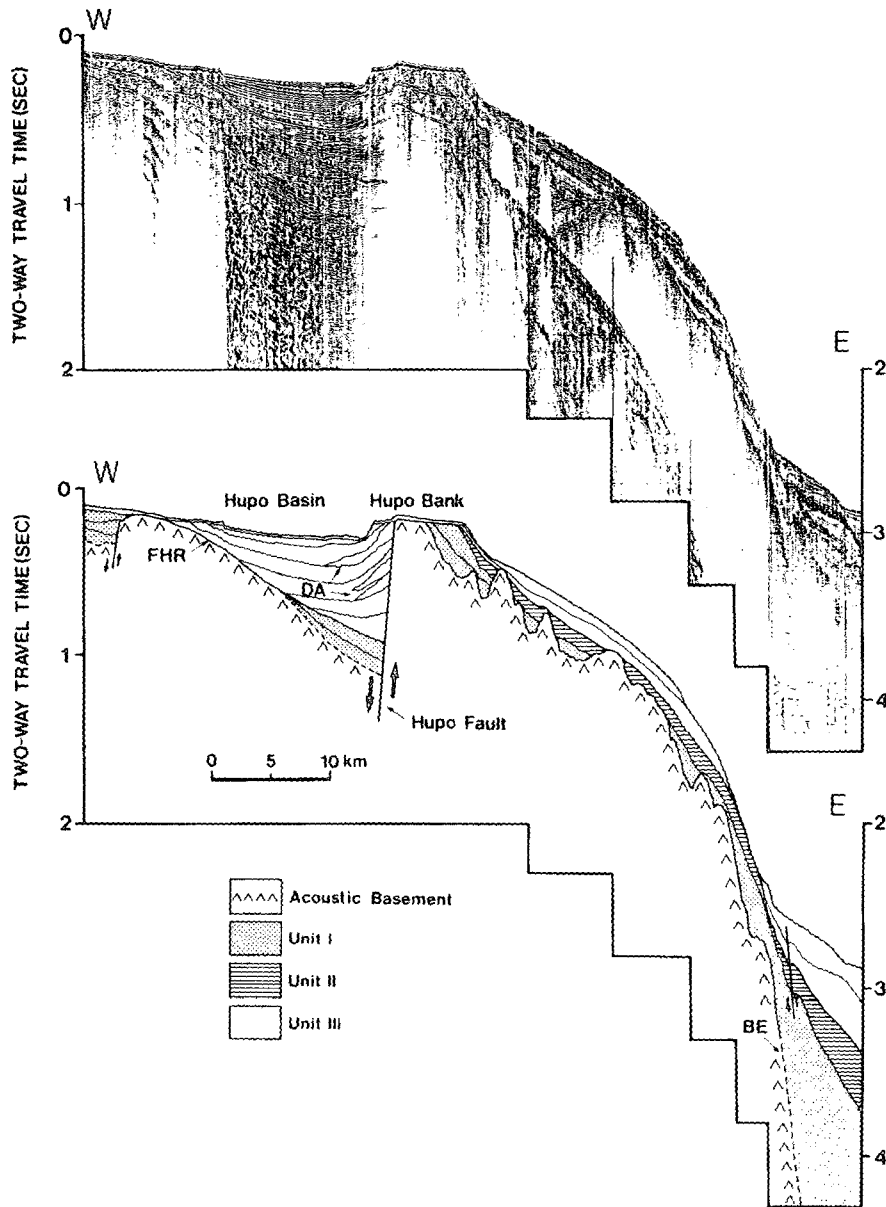 W
0
1
2
TWO-WAY TRAVEL TIME (SEC)
E
2
3
4
W
0
1
2
TWO-WAY TRAVEL TIME (SEC)
Hupo Basin
Hupo Bank
FHR
DA
Hupo Fault
0 5 10 km
E
2
3
4
BE
Acoustic Basement
Unit I
Unit II
Unit III